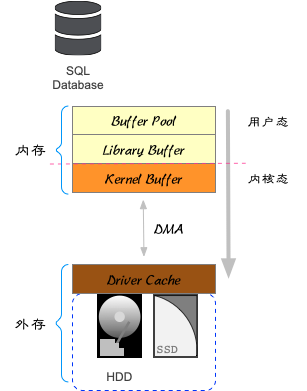 SQL
Database
Buffer Pool
用户态
内存
Library Buffer
Kernel Buffer
内核态
DMA
Driver Cache
外存
SSD
HDD